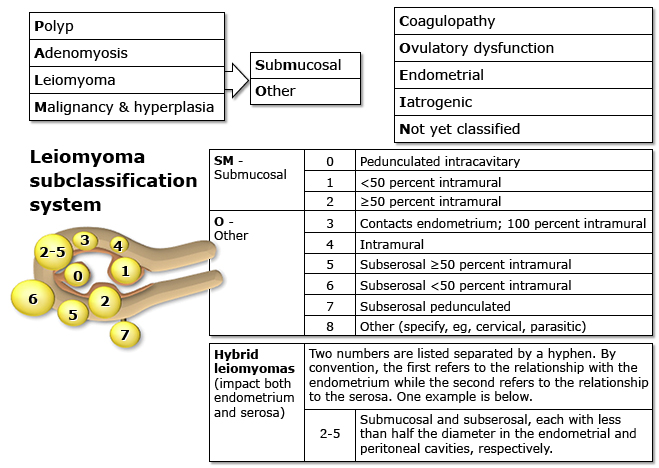 Polyp
Adenomyosis
Leiomyoma
Malignancy & hyperplasia
Submucosal
Other
Coagulopathy
Ovulatory dysfunction
Endometrial
Iatrogenic
Not yet classified
Leiomyoma
subclassification
system
2-5
3
4
0
1
6
5
2
7
SM -
Submucosal
0 Pedunculated intracavitary
1 <50 percent intramural
2 ≥50 percent intramural
O -
Other
3 Contacts endometrium; 100 percent intramural
4 Intramural
5 Subserosal ≥50 percent intramural
6 Subserosal <50 percent intramural
7 Subserosal pedunculated
8 Other (specify, eg, cervical, parasitic)
Hybrid
leiomyomas
(impact both
endometrium
and serosa)
Two numbers are listed separated by a hyphen. By
convention, the first refers to the relationship with the
endometrium while the second refers to the relationship
to the serosa. One example is below.
2-5
Submucosal and subserosal, each with less
than half the diameter in the endometrial and
peritoneal cavities, respectively.